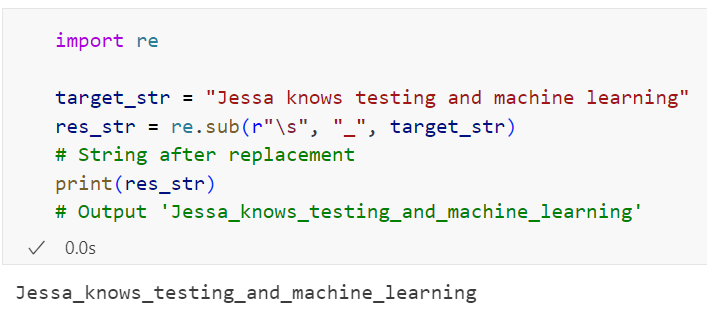 import re
target_str = "Jessa knows testing and machine learning"
res_str = re.sub(r"\s", "_", target_str)
# String after replacement
print(res_str)
# Output 'Jessa_knows_testing_and_machine_learning'
0.0s
Jessa_knows_testing_and_machine_learning